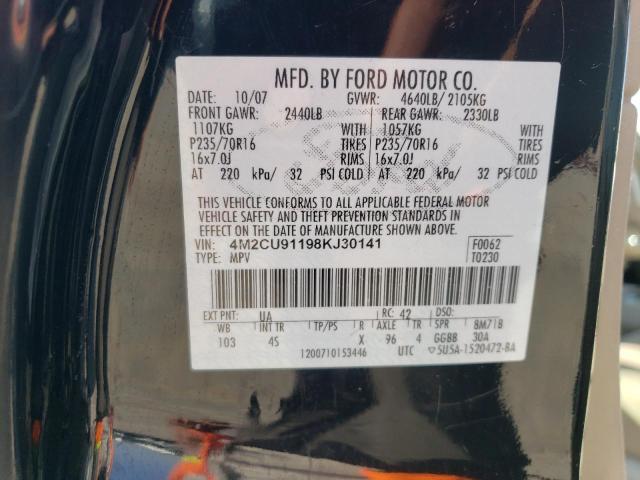 MFD. BY FORD MOTOR CO.
DATE: 10/07 GVWR: 4640LB/ 2105KG
FRONT GAWR: 2440LB REAR GAWR: 2330LB
1107KG WITH 1057KG WITH
P235/70R16 TIRES P235/70R16 TIRES
16x7.0J RIMS 16x7.0J RIMS
AT 220 kPa/ 32 PSI COLD AT 220 kPa/ 32 PSI COLD
THIS VEHICLE CONFORMS TO ALL APPLICABLE FEDERAL MOTOR
VEHICLE SAFETY AND THEFT PREVENTION STANDARDS IN
EFFECT ON THE DATE OF MANUFACTURE SHOWN ABOVE.
VIN: 4M2CU91198KJ30141 F0062
TYPE: MPV T0230
EXT PNT: UA RC: 42 DSO:
WB INT TR TP/PS R AXLE TR SPR 8M71B
103 4S X 96 4 GGBB 30A
1200710153446 UTC 5U5A-1520472-BA